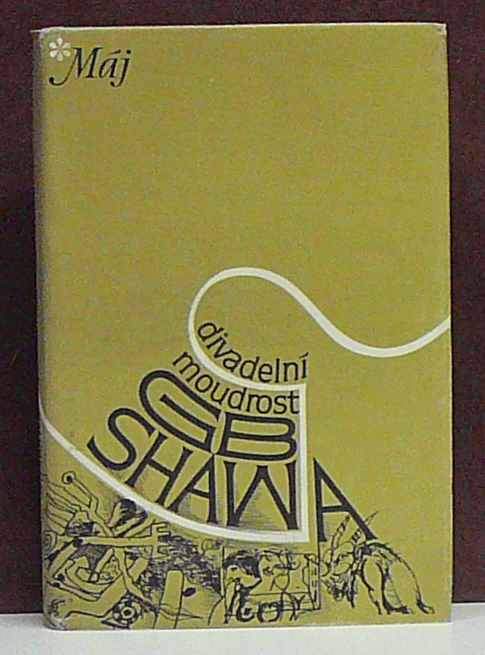 Máj
divadelní
moudrost
GB
SHAWA